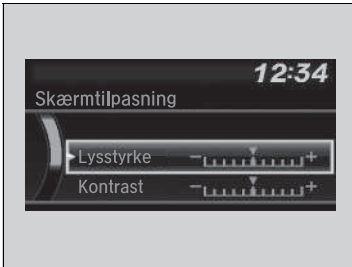 12:34
Skærmtilpasning
Lysstyrke − +
Kontrast − +